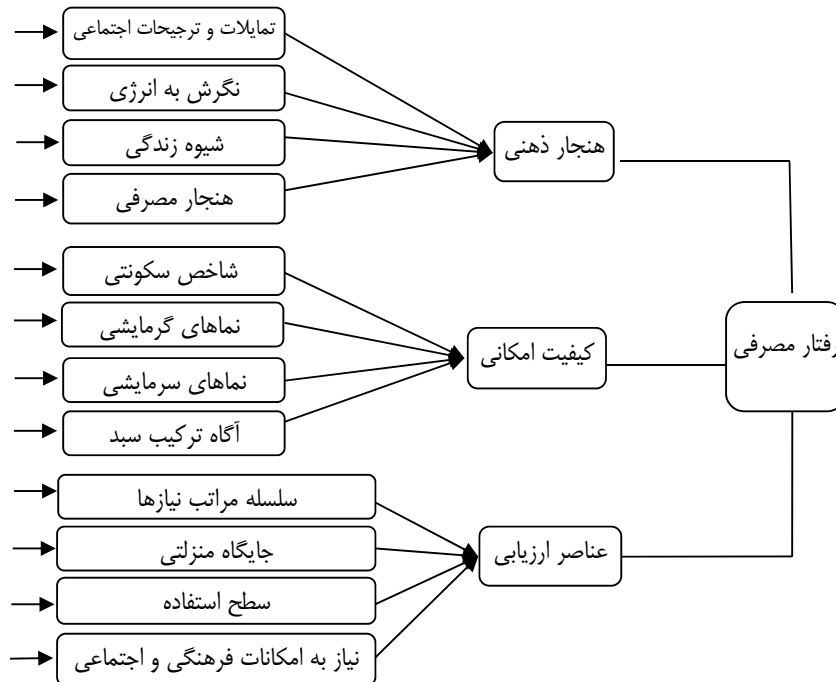 تمایلات و ترجیحات اجتماعی
نگرش به انرژی
شیوه زندگی
هنجار مصرفی
هنجار ذهنی
شاخص سکونتی
نماهای گرمایشی
نماهای سرمایشی
آگاه ترکیب سبد
کیفیت امکانی
رفتار مصرفی
سلسله مراتب نیازها
جایگاه منزلتی
سطح استفاده
نیاز به امکانات فرهنگی و اجتماعی
عناصر ارزیابی